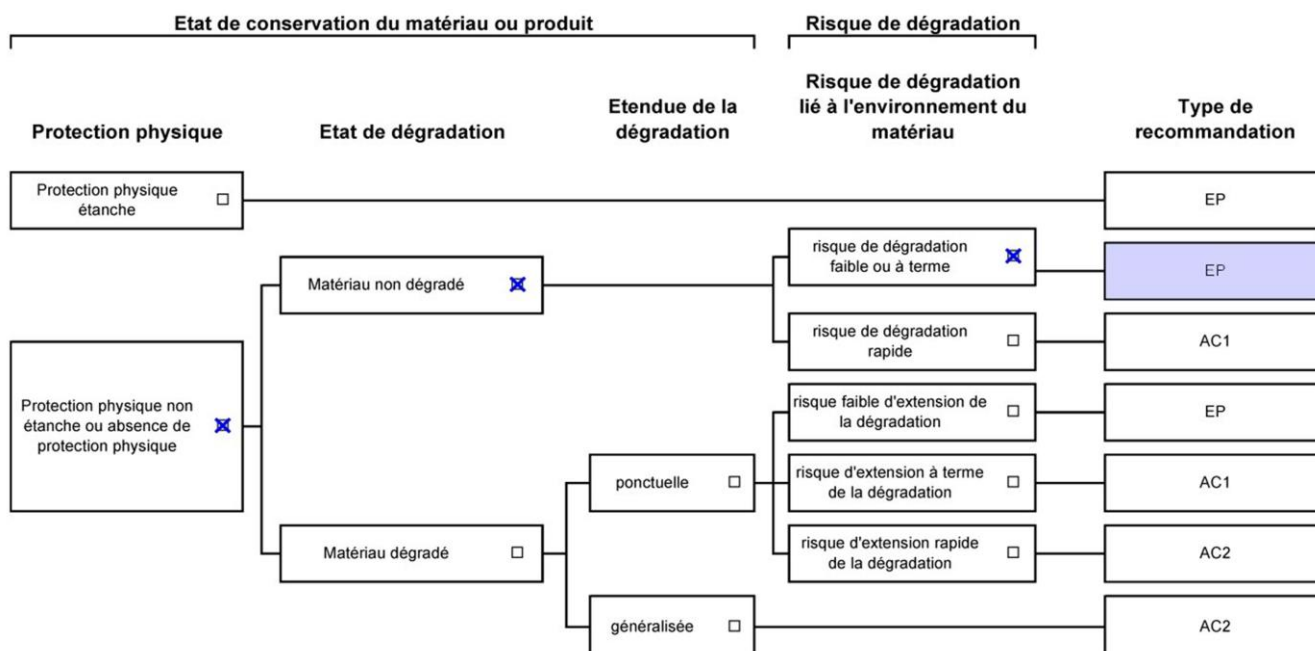 Etat de conservation du matériau ou produit
Risque de dégradation
Protection physique
Etat de dégradation
Etendue de la
dégradation
Risque de dégradation
lié à l'environnement du
matériau
Type de
recommandation
Protection physique
étanche
EP
risque de dégradation
faible ou à terme
EP
Matériau non dégradé
risque de dégradation
rapide
AC1
Protection physique non
étanche ou absence de
protection physique
risque faible d'extension de
la dégradation
EP
ponctuelle
risque d'extension à terme
de la dégradation
AC1
Matériau dégradé
risque d'extension rapide
de la dégradation
AC2
généralisée
AC2